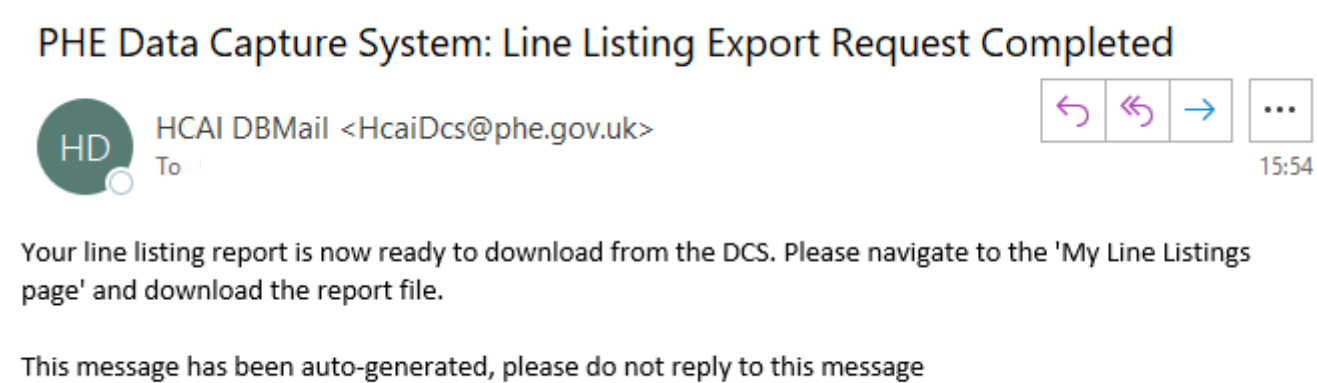 PHE Data Capture System: Line Listing Export Request Completed
HD
HCAI DBMail <HcaiDcs@phe.gov.uk>
To
15:54
Your line listing report is now ready to download from the DCS. Please navigate to the 'My Line Listings
page' and download the report file.
This message has been auto-generated, please do not reply to this message